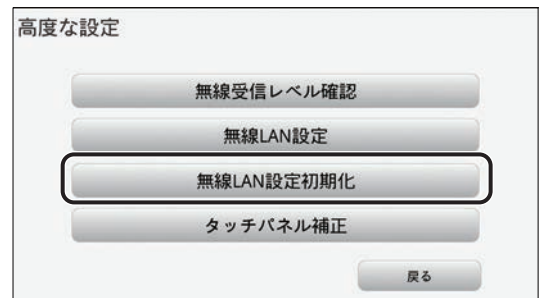 高度な設定
無線受信レベル確認
無線LAN設定
無線LAN設定初期化
タッチパネル補正
戻る